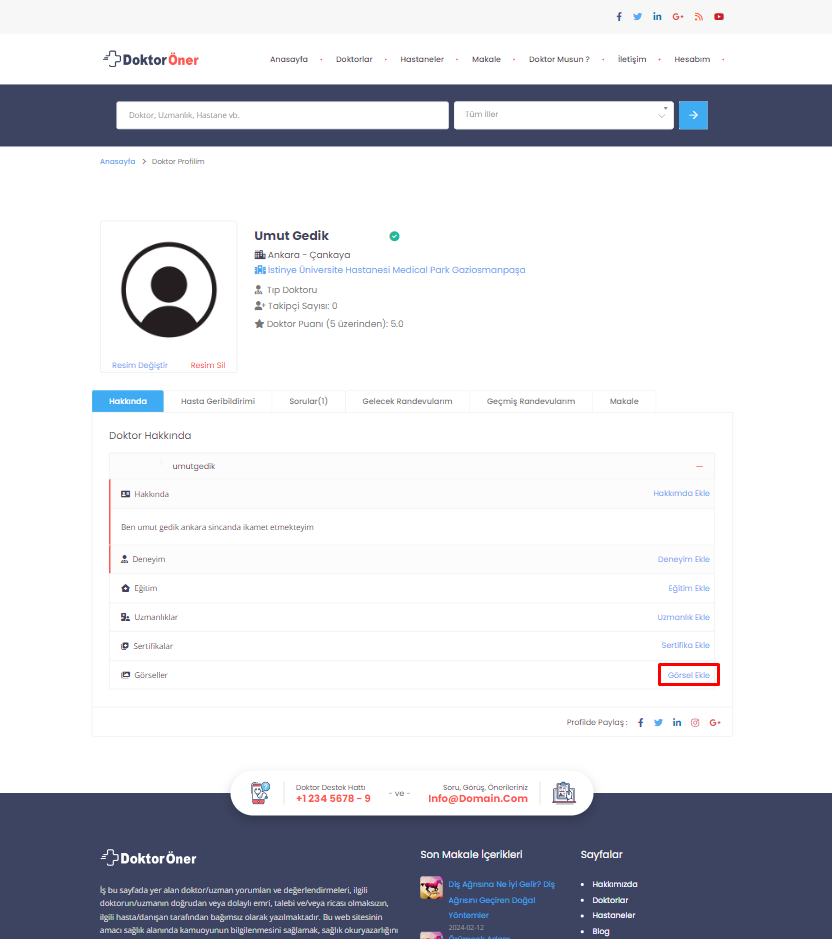 DoktorÖner
Anasayfa Doktorlar Hastaneler Makale Doktor Musun ? İletişim Hesabım
Doktor, Uzmanlık, Hastane vb.
Tüm İller
Anasayfa > Doktor Profilim
Umut Gedik
Ankara - Çankaya
İstinye Üniversite Hastanesi Medical Park Gaziosmanpaşa
Tıp Doktoru
Takipçi Sayısı: 0
Doktor Puanı (5 üzerinden): 5.0
Resim Değiştir Resim Sil
Hakkında Hasta Geribildirimi Sorular(1) Gelecek Randevularım Geçmiş Randevularım Makale
Doktor Hakkında
umutgedik
Hakkında Hakkımda Ekle
Ben umut gedik ankara sincanda ikamet etmekteyim
Deneyim Deneyim Ekle
Eğitim Eğitim Ekle
Uzmanlıklar Uzmanlık Ekle
Sertifikalar Sertifika Ekle
Görseller Görsel Ekle
Profilde Paylaş :
Doktor Destek Hattı
+1 234 5678 - 9
- ve -
Soru, Görüş, Önerileriniz
Info@Domain.Com
DoktorÖner
İş bu sayfada yer alan doktor/uzman yorumları ve değerlendirmeleri, ilgili
doktorun/uzmanın doğrudan veya dolaylı emri, talebi ve/veya ricası olmaksızın,
ilgili hasta/danışan tarafından bağımsız olarak yazılmaktadır. Bu web sitesinin
amacı sağlık alanında kamuoyunun bilgilenmesini sağlamak, sağlık okuryazarlığını
Son Makale İçerikleri
Diş Ağrısına Ne İyi Gelir? Diş
Ağrısını Geçiren Doğal
Yöntemler
2024-02-12
Sayfalar
Hakkımızda
Doktorlar
Hastaneler
Blog